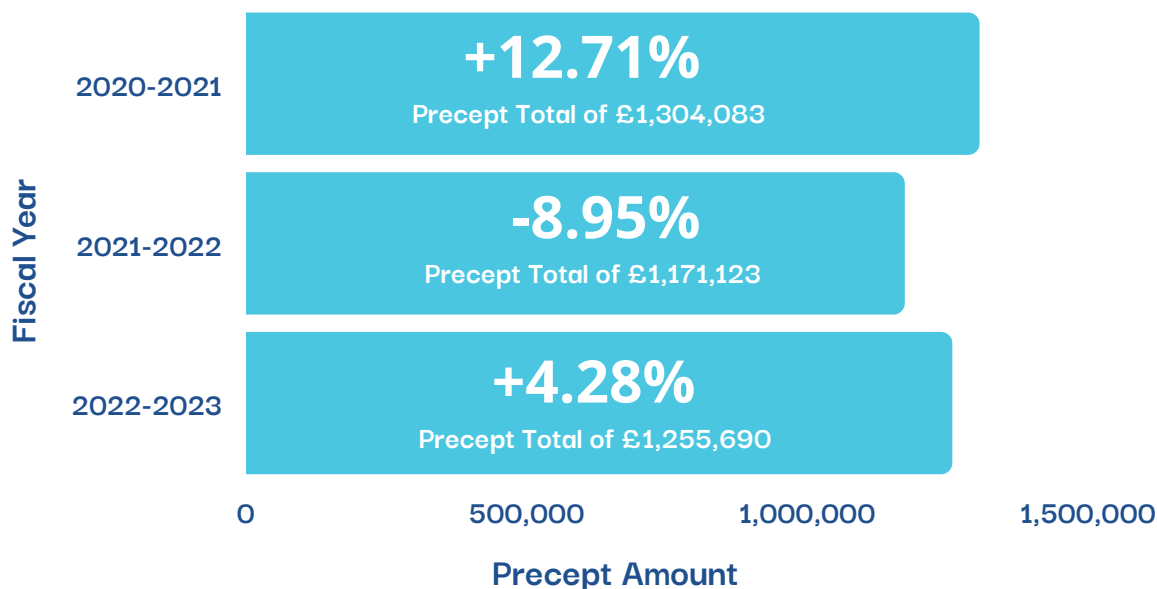 Fiscal Year
2020-2021
+12.71%
Precept Total of £1,304,083
2021-2022
-8.95%
Precept Total of £1,171,123
2022-2023
+4.28%
Precept Total of £1,255,690
0 500,000 1,000,000 1,500,000
Precept Amount